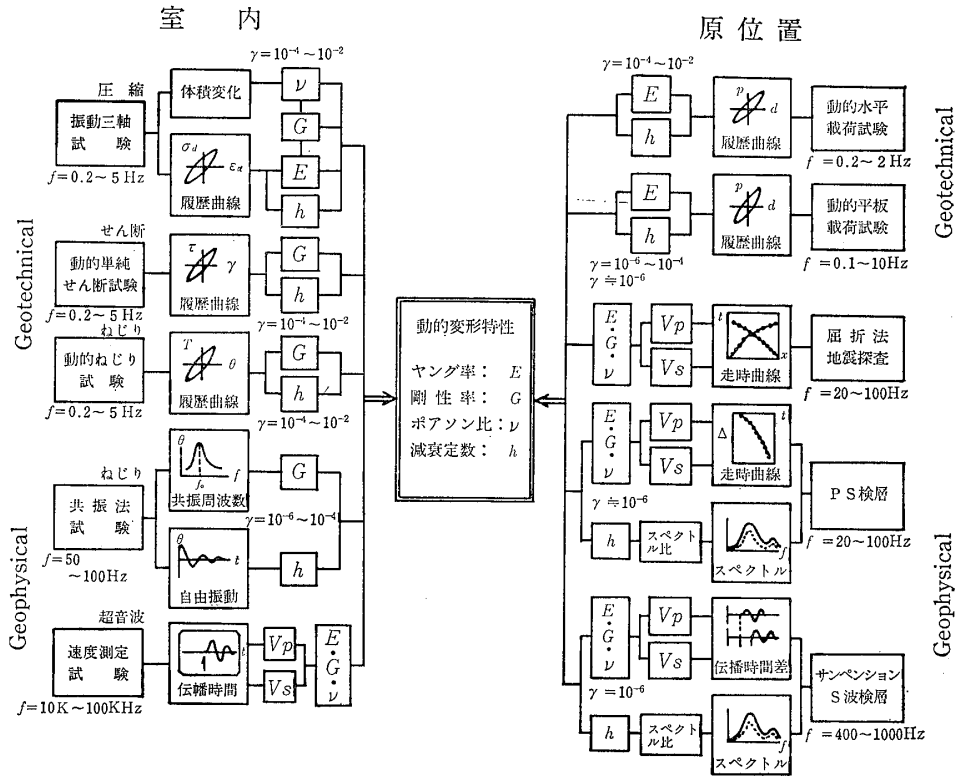 室内
原位置
Geotechnical
Geophysical
圧縮
振動三軸
試験
f=0.2～5Hz
体積変化
σd
εa
履歴曲線
γ=10⁻⁴～10⁻²
ν
G
E
h
せん断
動的単純
せん断試験
f=0.2～5Hz
τ
γ
履歴曲線
G
h
γ=10⁻⁴～10⁻²
ねじり
動的ねじり
試験
f=0.2～5Hz
T
θ
履歴曲線
G
h
γ=10⁻⁴～10⁻²
ねじり
共振法
試験
f=50
～100Hz
θ
f
f₀
共振周波数
G
γ=10⁻⁶～10⁻⁴
θ
t
自由振動
h
超音波
速度測定
試験
f=10K～100KHz
t
伝播時間
Vp
Vs
E・G・ν
動的変形特性
ヤング率： E
剛性率： G
ポアソン比：ν
減衰定数： h
γ=10⁻⁴～10⁻²
E
h
p
d
履歴曲線
動的水平
載荷試験
f=0.2～2Hz
E
h
p
d
履歴曲線
動的平板
載荷試験
f=0.1～10Hz
γ=10⁻⁶～10⁻⁴
γ≒10⁻⁶
E・G・ν
Vp
Vs
t
x
走時曲線
屈折法
地震探査
f=20～100Hz
E・G・ν
γ≒10⁻⁶
Vp
Vs
t
Δ
走時曲線
h
スペクト
ル比
f
スペクトル
PS検層
f=20～100Hz
E・G・ν
γ=10⁻⁶
Vp
Vs
伝播時間差
h
スペクト
ル比
f
スペクトル
サンペンション
S波検層
f=400～1000Hz
Geotechnical
Geophysical